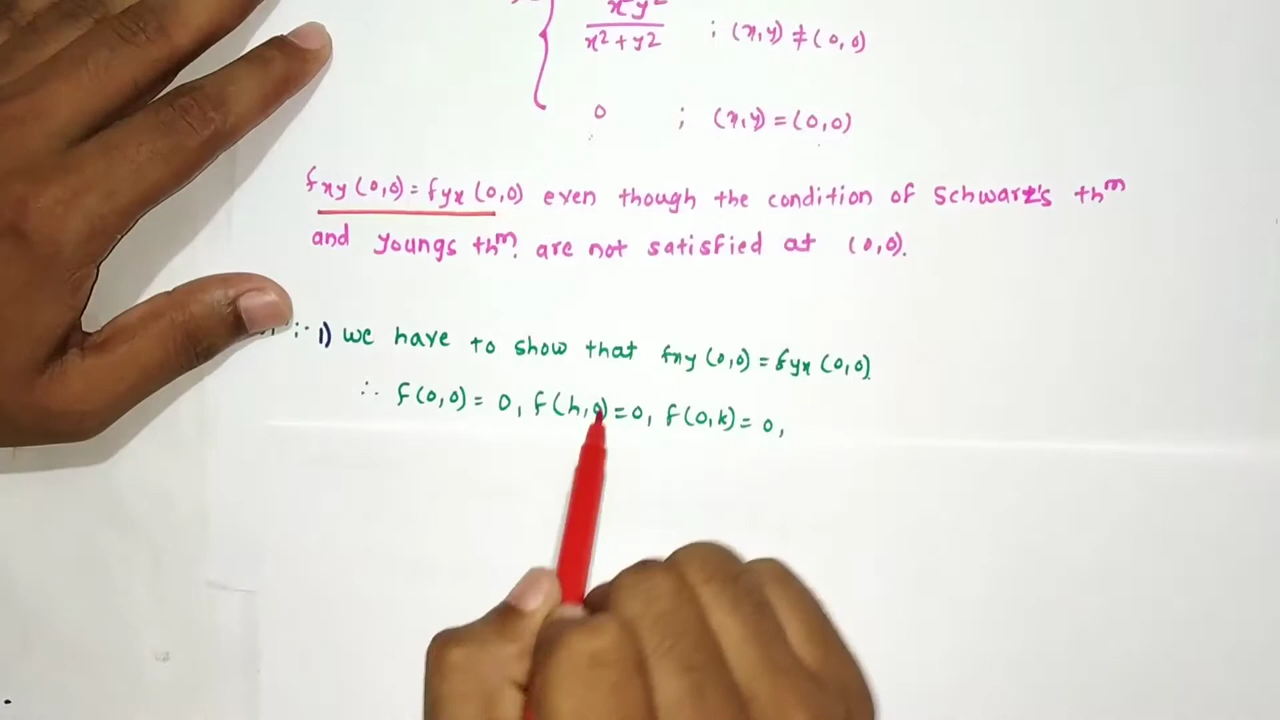 x²y²
x²+y² ; (x,y) ≠ (0,0)
0 ; (x,y) = (0,0)
fxy (0,0) = fyx (0,0) even though the condition of Schwartz's thᵐ
and youngs thᵐ. are not satisfied at (0,0).
:- 1) we have to show that fxy (0,0) = fyx (0,0).
∴ f(0,0) = 0, f(h,0) = 0, f(0,k) = 0,